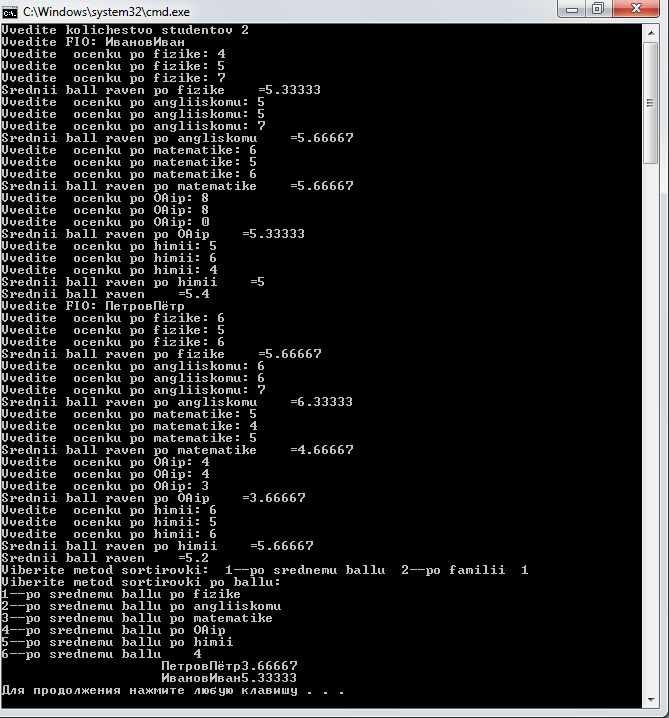 C:\Windows\system32\cmd.exe
Vvedite kolichestvo studentov 2
Vvedite FIO: ИвановИван
Vvedite  ocenku po fizike: 4
Vvedite  ocenku po fizike: 5
Vvedite  ocenku po fizike: 7
Srednii ball raven po fizike    =5.33333
Vvedite  ocenku po angliiskomu: 5
Vvedite  ocenku po angliiskomu: 5
Vvedite  ocenku po angliiskomu: 7
Srednii ball raven po angliskomu    =5.66667
Vvedite  ocenku po matematike: 6
Vvedite  ocenku po matematike: 5
Vvedite  ocenku po matematike: 6
Srednii ball raven po matematike    =5.66667
Vvedite  ocenku po OAip: 8
Vvedite  ocenku po OAip: 8
Vvedite  ocenku po OAip: 0
Srednii ball raven po OAip    =5.33333
Vvedite  ocenku po himii: 5
Vvedite  ocenku po himii: 6
Vvedite  ocenku po himii: 4
Srednii ball raven po himii    =5
Srednii ball raven    =5.4
Vvedite FIO: ПетровПётр
Vvedite  ocenku po fizike: 6
Vvedite  ocenku po fizike: 5
Vvedite  ocenku po fizike: 6
Srednii ball raven po fizike    =5.66667
Vvedite  ocenku po angliiskomu: 6
Vvedite  ocenku po angliiskomu: 6
Vvedite  ocenku po angliiskomu: 7
Srednii ball raven po angliskomu    =6.33333
Vvedite  ocenku po matematike: 5
Vvedite  ocenku po matematike: 4
Vvedite  ocenku po matematike: 5
Srednii ball raven po matematike    =4.66667
Vvedite  ocenku po OAip: 4
Vvedite  ocenku po OAip: 4
Vvedite  ocenku po OAip: 3
Srednii ball raven po OAip    =3.66667
Vvedite  ocenku po himii: 6
Vvedite  ocenku po himii: 5
Vvedite  ocenku po himii: 6
Srednii ball raven po himii    =5.66667
Srednii ball raven    =5.2
Viberite metod sortirovki:  1--po srednemu ballu  2--po familii  1
Viberite metod sortirovki po ballu:
1--po srednemu ballu po fizike
2--po srednemu ballu po angliiskomu
3--po srednemu ballu po matematike
4--po srednemu ballu po OAip
5--po srednemu ballu po himii
6--po srednemu ballu    4
ПетровПётр3.66667
ИвановИван5.33333
Для продолжения нажмите любую клавишу . . .